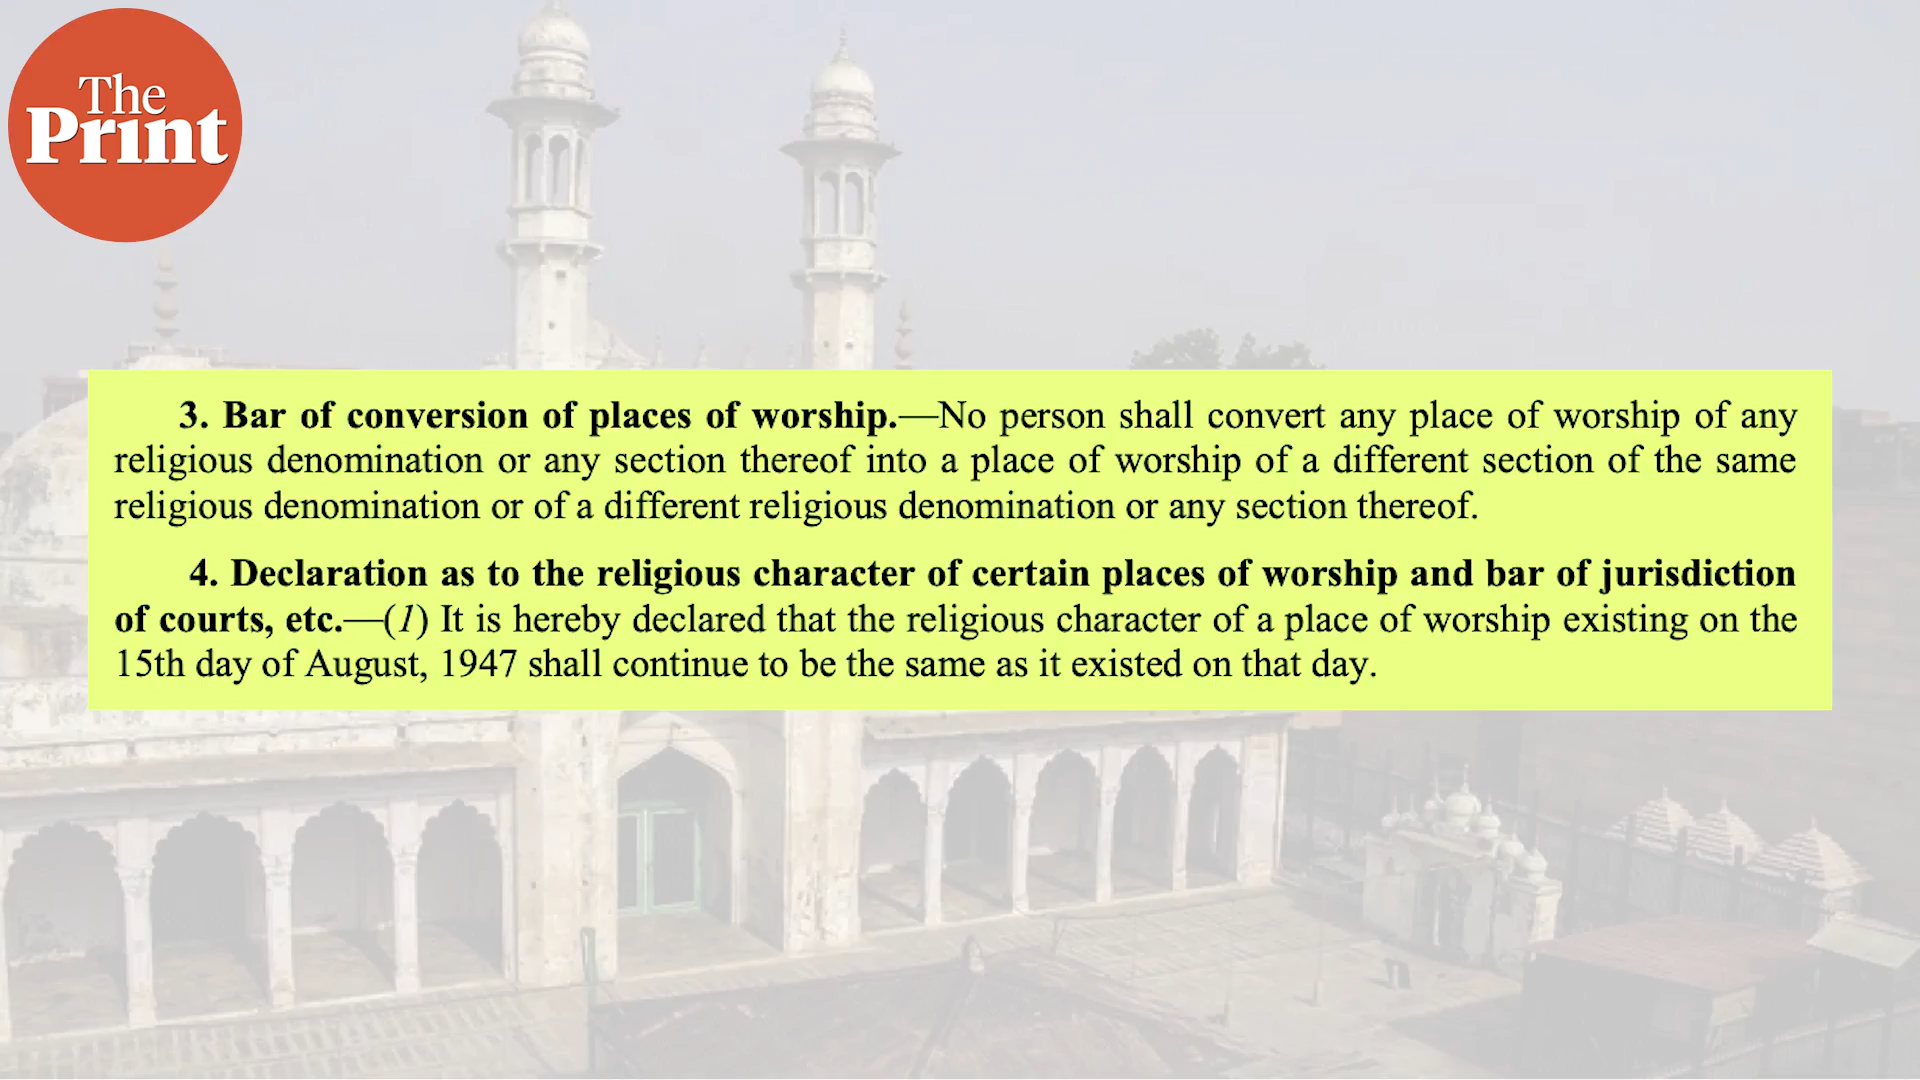 The
Print
3. Bar of conversion of places of worship.—No person shall convert any place of worship of any
religious denomination or any section thereof into a place of worship of a different section of the same
religious denomination or of a different religious denomination or any section thereof.
4. Declaration as to the religious character of certain places of worship and bar of jurisdiction
of courts, etc.—(1) It is hereby declared that the religious character of a place of worship existing on the
15th day of August, 1947 shall continue to be the same as it existed on that day.